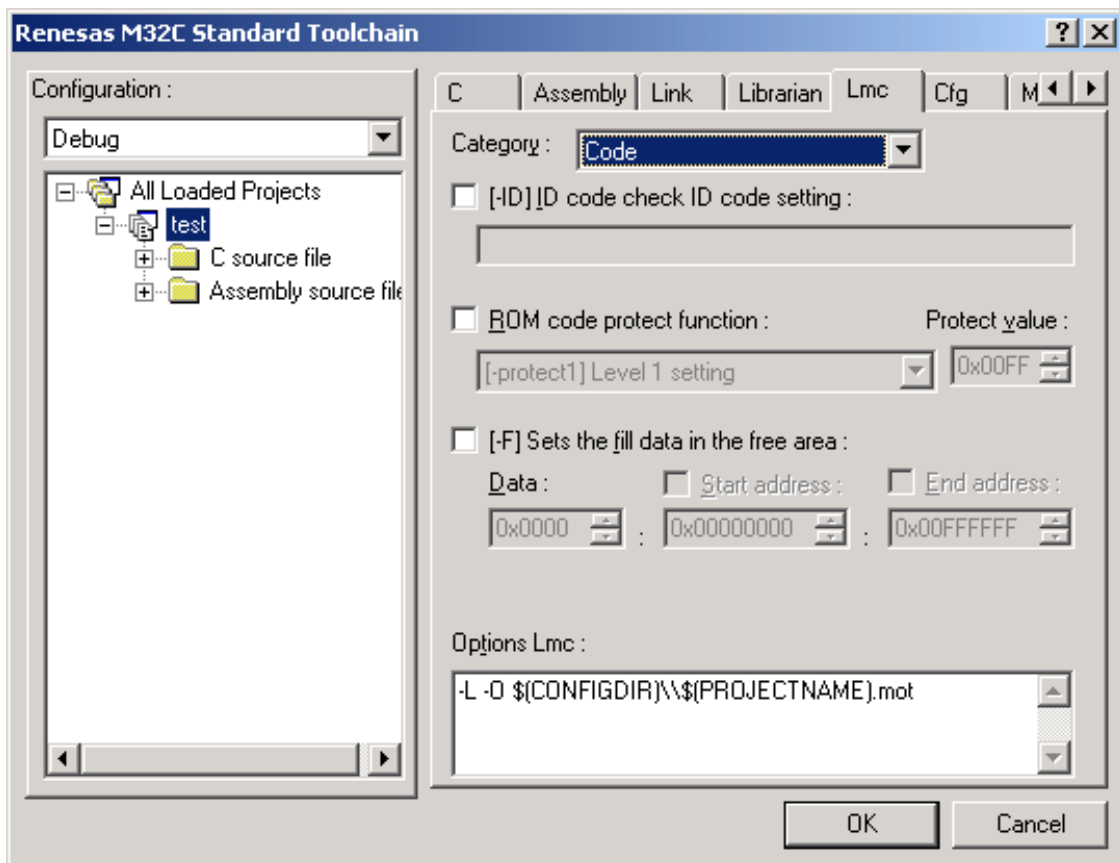 Renesas M32C Standard Toolchain
Configuration :
Debug
All Loaded Projects
test
C source file
Assembly source file
C Assembly Link Librarian Lmc Cfg M
Category : Code
[-ID] ID code check ID code setting :
ROM code protect function : Protect value :
[-protect1] Level 1 setting 0x00FF
[-F] Sets the fill data in the free area :
Data : Start address : End address :
0x0000 : 0x00000000 : 0x00FFFFFF
Options Lmc :
-L -O $(CONFIGDIR)\\$(PROJECTNAME).mot
OK Cancel